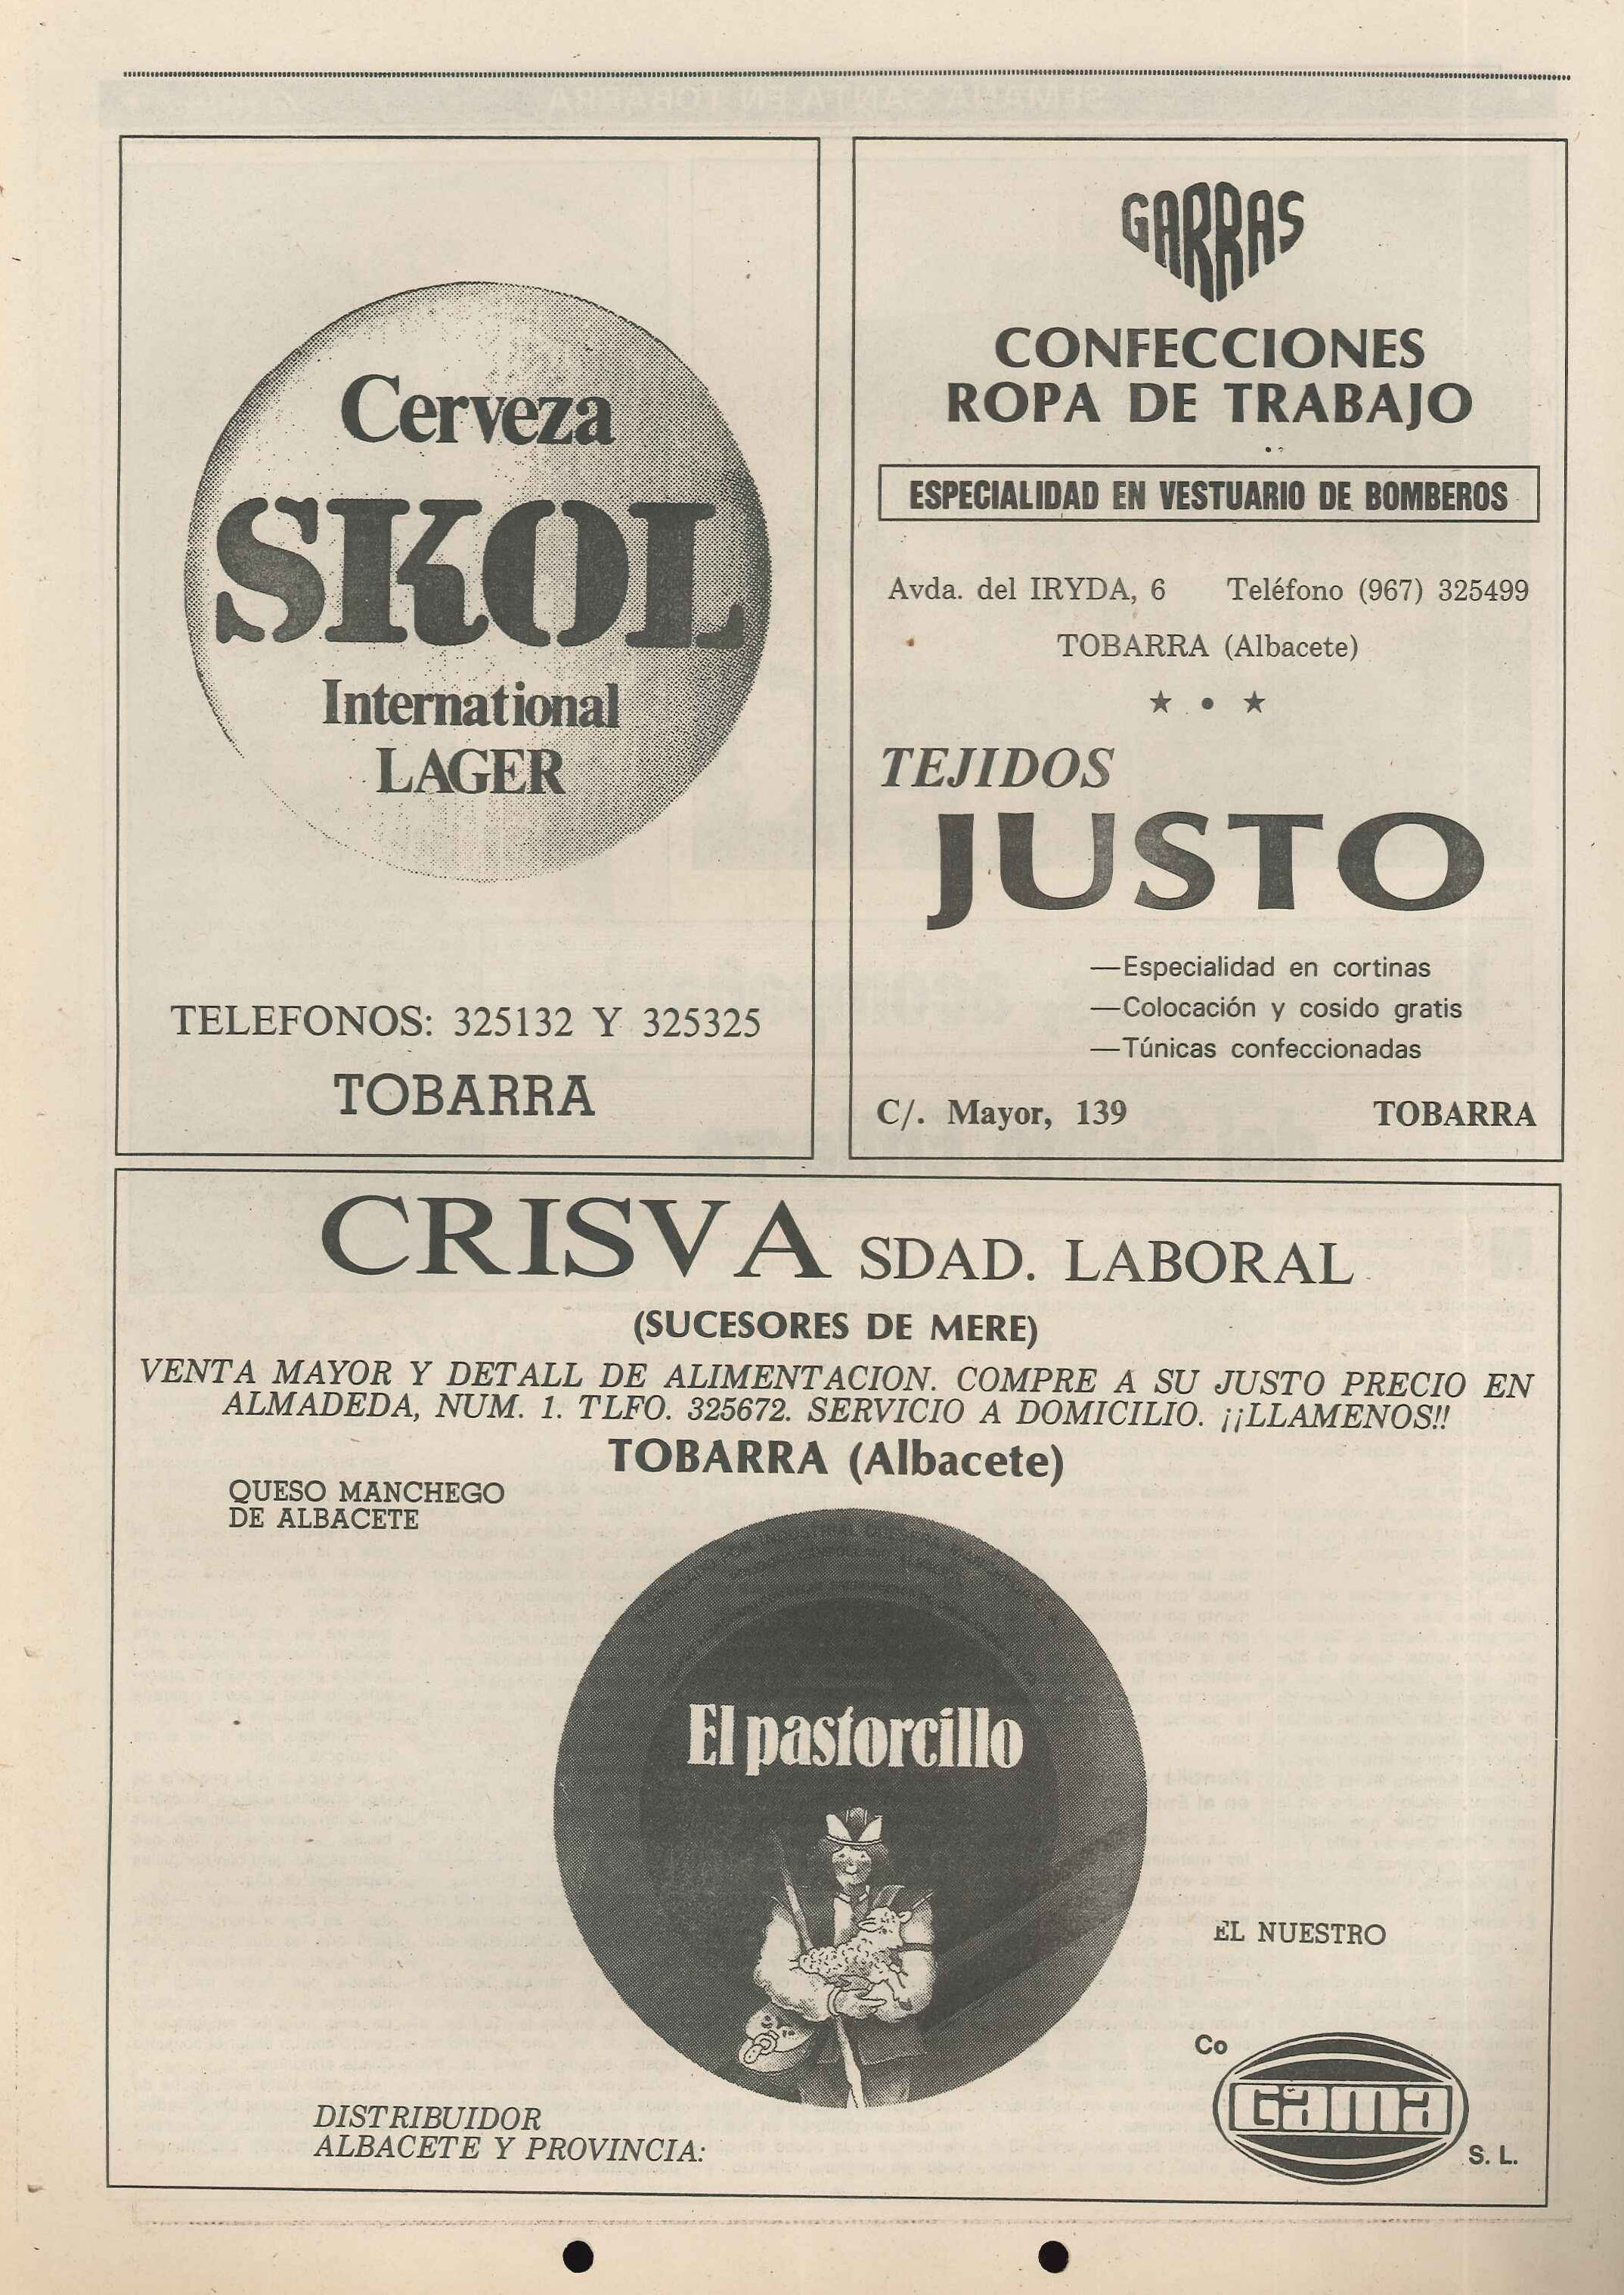 Cerveza
SKOL
International
LAGER
TELEFONOS: 325132 Y 325325
TOBARRA
GARRAS
CONFECCIONES
ROPA DE TRABAJO
ESPECIALIDAD EN VESTUARIO DE BOMBEROS
Avda. del IRYDA, 6 Teléfono (967) 325499
TOBARRA (Albacete)
TEJIDOS
JUSTO
—Especialidad en cortinas
—Colocación y cosido gratis
—Túnicas confeccionadas
C/. Mayor, 139 TOBARRA
CRISVA SDAD. LABORAL
(SUCESORES DE MERE)
VENTA MAYOR Y DETALL DE ALIMENTACION. COMPRE A SU JUSTO PRECIO EN
ALMADEDA, NUM. 1. TLFO. 325672. SERVICIO A DOMICILIO. ¡¡LLAMENOS!!
TOBARRA (Albacete)
QUESO MANCHEGO
DE ALBACETE
El pastorcillo
EL NUESTRO
DISTRIBUIDOR
ALBACETE Y PROVINCIA:
Co
Gama
S. L.